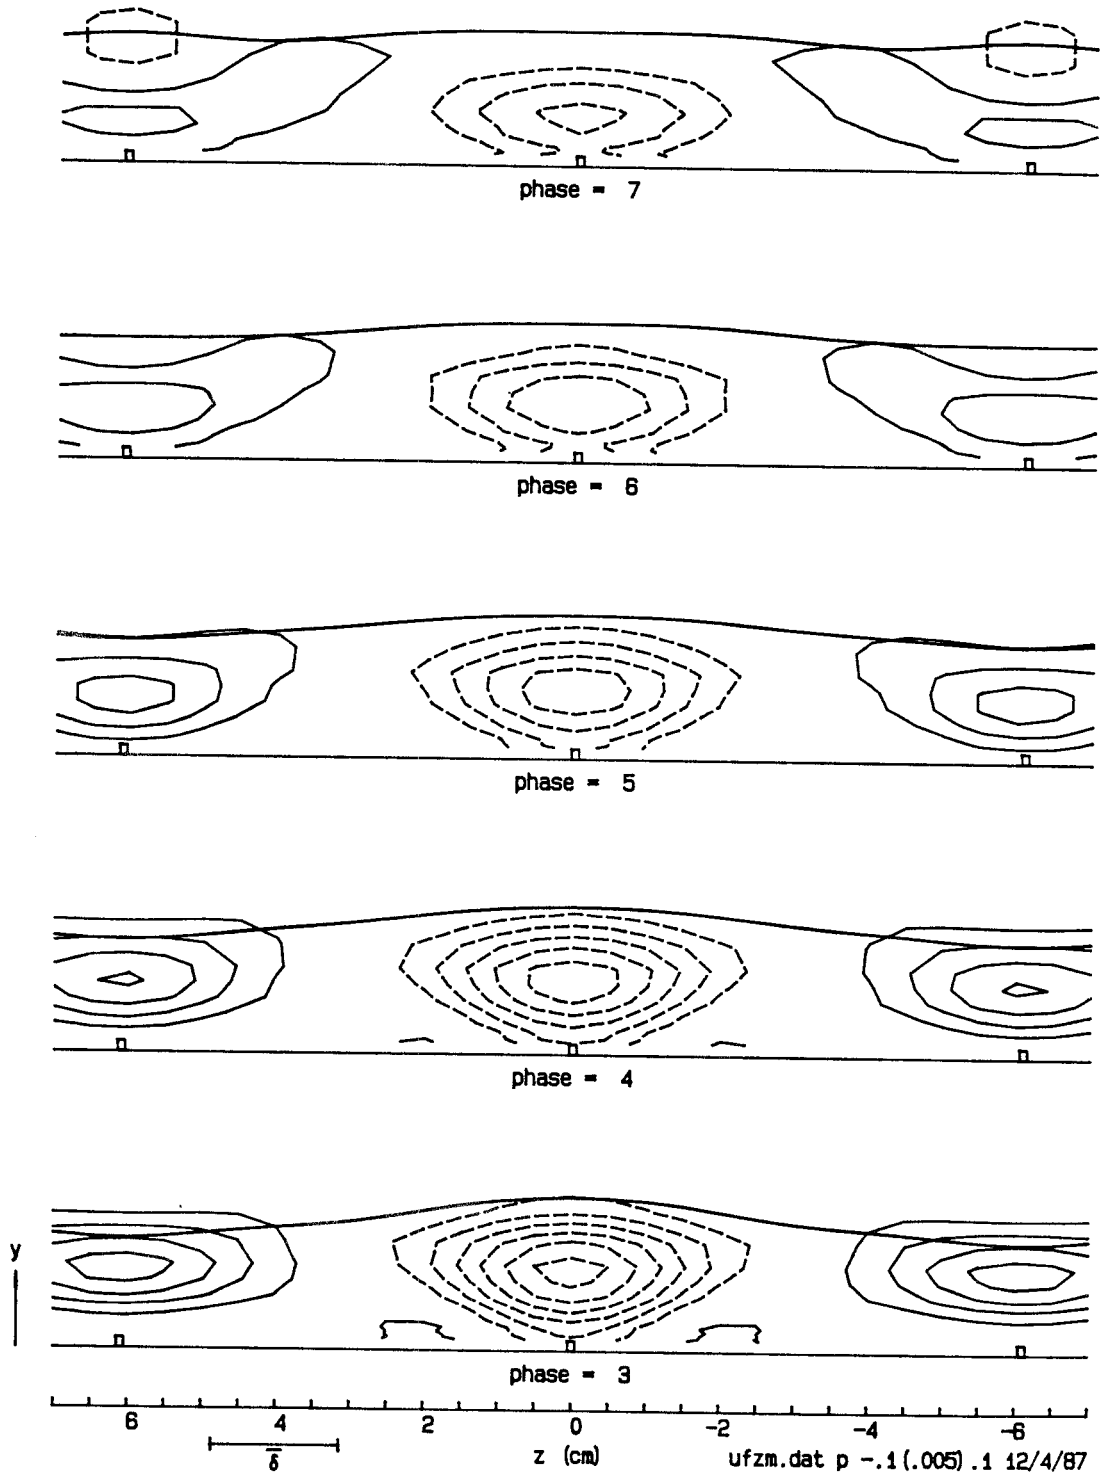 phase = 7
phase = 6
phase = 5
phase = 4
y
phase = 3
6 4 2 0 -2 -4 -6
δ̅
z (cm)
ufzm.dat p -.1(.005).1 12/4/87